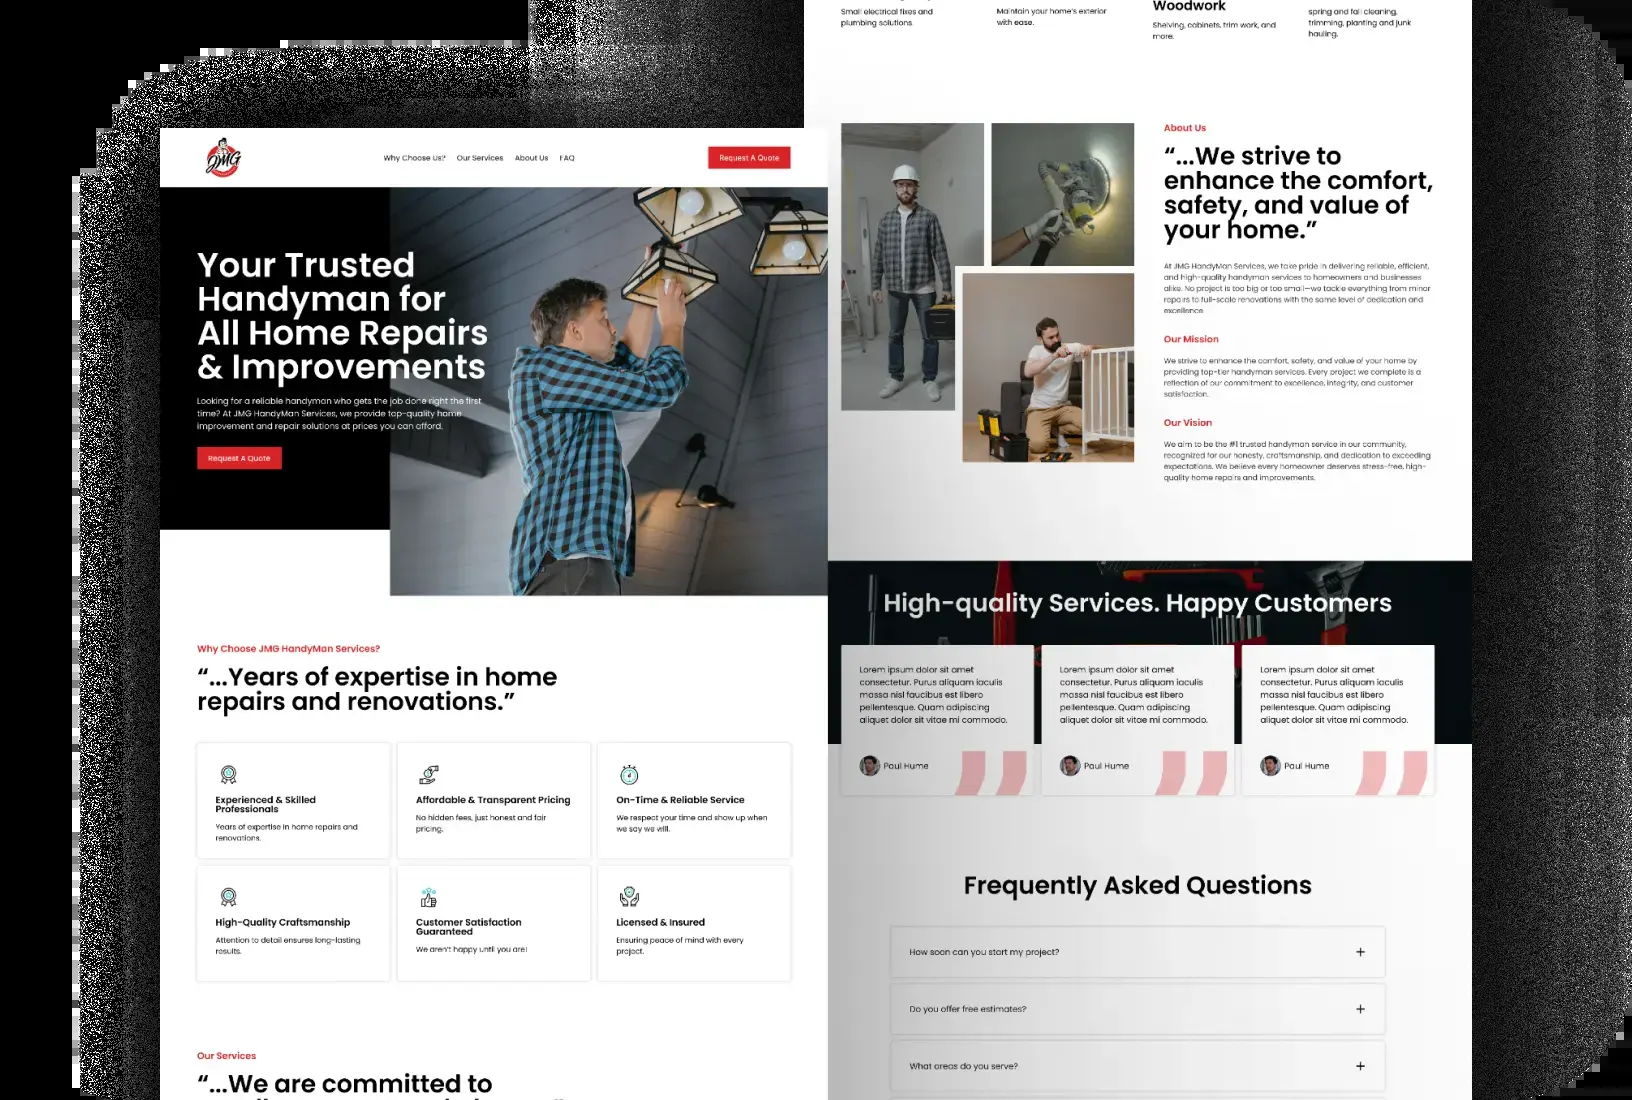 JMG
Why Choose Us?
Our Services
About Us
FAQ
Request A Quote
Your Trusted
Handyman for
All Home Repairs
& Improvements
Looking for a reliable handyman who gets the job done right the first
time? At JMG HandyMan Services, we provide top-quality home
improvement and repair solutions at prices you can afford.
Request A Quote
Why Choose JMG HandyMan Services?
“...Years of expertise in home
repairs and renovations.”
Experienced & Skilled
Professionals
Years of expertise in home repairs and
renovations.
Affordable & Transparent Pricing
No hidden fees, just honest and fair
pricing.
On-Time & Reliable Service
We respect your time and show up when
we say we will.
High-Quality Craftsmanship
Attention to detail ensures long-lasting
results.
Customer Satisfaction
Guaranteed
We aren't happy until you are!
Licensed & Insured
Ensuring peace of mind with every
project.
Our Services
“...We are committed to
Small electrical fixes and
plumbing solutions.
Maintain your home's exterior
with ease.
Woodwork
Shelving, cabinets, trim work, and
more.
spring and fall cleaning,
trimming, planting and junk
hauling.
About Us
“...We strive to
enhance the comfort,
safety, and value of
your home.”
At JMG HandyMan Services, we take pride in delivering reliable, efficient,
and high-quality handyman services to homeowners and businesses
alike. No project is too big or too small—we tackle everything from minor
repairs to full-scale renovations with the same level of dedication and
excellence.
Our Mission
We strive to enhance the comfort, safety, and value of your home by
providing top-tier handyman services. Every project we complete is a
reflection of our commitment to excellence, integrity, and customer
satisfaction.
Our Vision
We aim to be the #1 trusted handyman service in our community,
recognized for our honesty, craftsmanship, and dedication to exceeding
expectations. We believe every homeowner deserves stress-free, high-
quality home repairs and improvements.
High-quality Services. Happy Customers
Lorem ipsum dolor sit amet
consectetur. Purus aliquam iaculis
massa nisl faucibus est libero
pellentesque. Quam adipiscing
aliquet dolor sit vitae mi commodo.
Paul Hume
Lorem ipsum dolor sit amet
consectetur. Purus aliquam iaculis
massa nisl faucibus est libero
pellentesque. Quam adipiscing
aliquet dolor sit vitae mi commodo.
Paul Hume
Lorem ipsum dolor sit amet
consectetur. Purus aliquam iaculis
massa nisl faucibus est libero
pellentesque. Quam adipiscing
aliquet dolor sit vitae mi commodo.
Paul Hume
Frequently Asked Questions
How soon can you start my project?
+
Do you offer free estimates?
+
What areas do you serve?
+